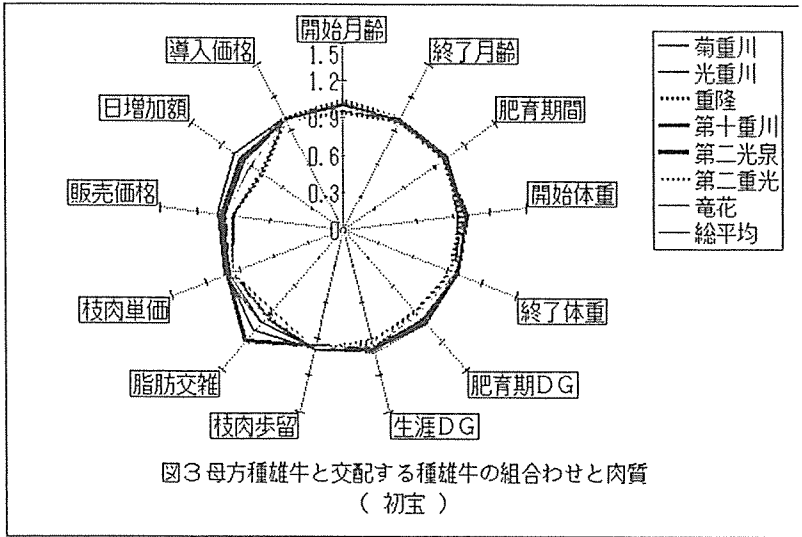 開始月齢
終了月齢
肥育期間
開始体重
終了体重
肥育期DG
生涯DG
枝肉歩留
脂肪交雑
枝肉単価
販売価格
日増加額
導入価格
1.5
1.2
0.9
0.6
0.3
0
菊重川
光重川
重隆
第十重川
第二光泉
第二重光
竜花
総平均
図3 母方種雄牛と交配する種雄牛の組合わせと肉質
( 初宝 )